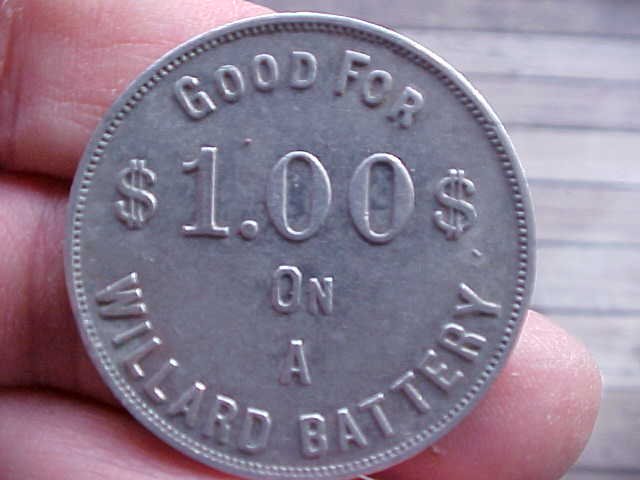 GOOD FOR
$ 1.00 $
ON
A
WILLARD BATTERY